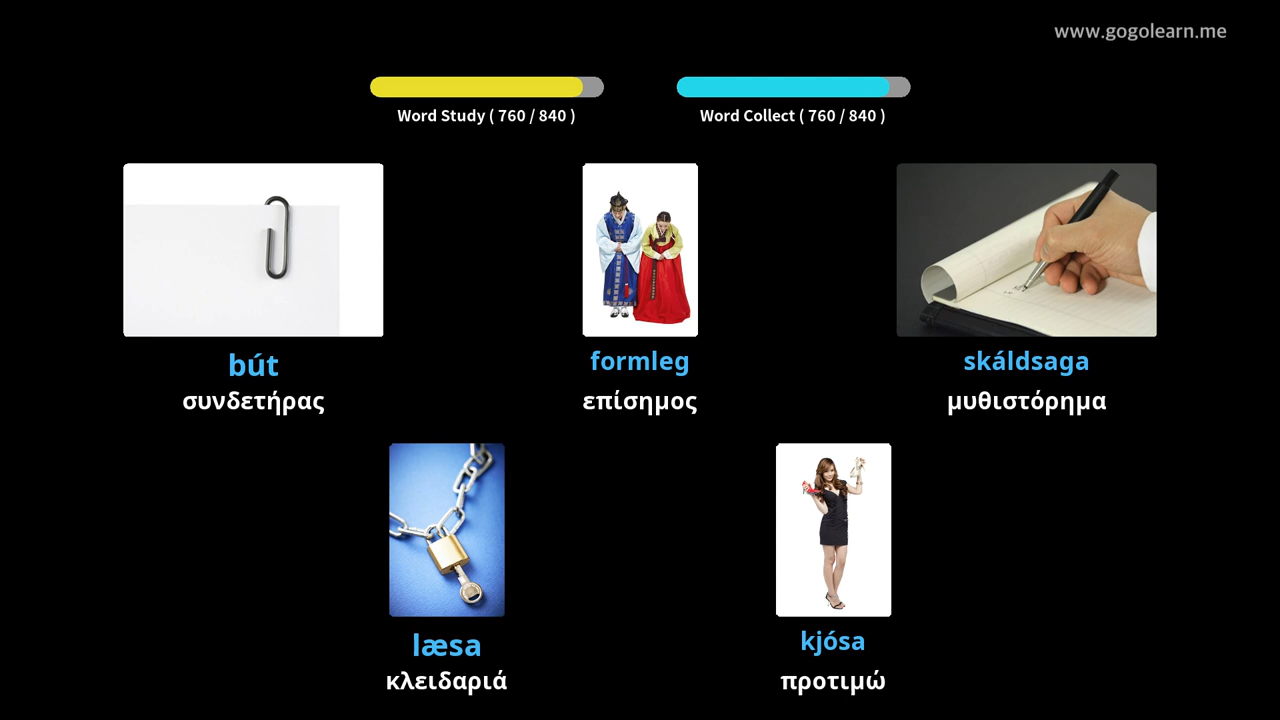 www.gogolearn.me
Word Study ( 760 / 840 )
Word Collect ( 760 / 840 )
bút
συνδετήρας
formleg
επίσημος
skáldsaga
μυθιστόρημα
læsa
κλειδαριά
kjósa
προτιμώ